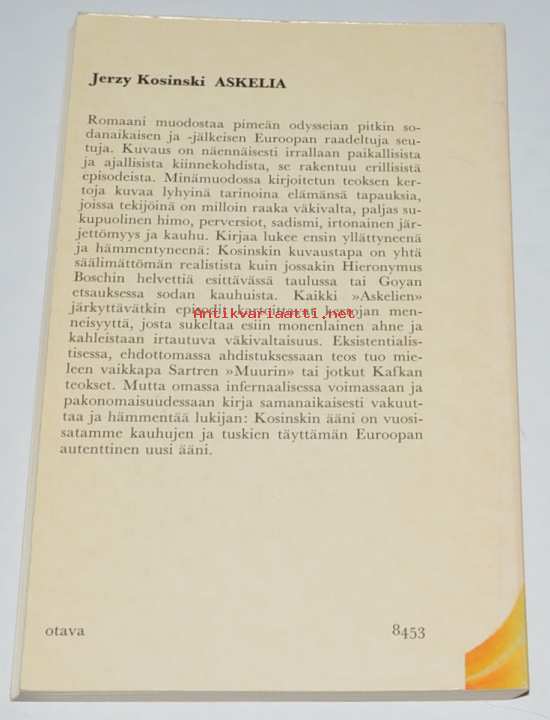 Jerzy Kosinski ASKELIA
Romaani muodostaa pimeän odysseian pitkin so-
danaikaisen ja -jälkeisen Euroopan raadeltuja seu-
tuja. Kuvaus on näennäisesti irrallaan paikallisista
ja ajallisista kiinnekohdista, se rakentuu erillisistä
episodeista. Minämuodossa kirjoitetun teoksen ker-
toja kuvaa lyhyinä tarinoina elämänsä tapauksia,
joissa tekijöinä on milloin raaka väkivalta, paljas su-
kupuolinen himo, perversiot, sadismi, irtonainen jär-
jettömyys ja kauhu. Kirjaa lukee ensin yllättyneenä
ja hämmentyneenä: Kosinskin kuvaustapa on yhtä
säälimättömän realistista kuin jossakin Hieronymus
Boschin helvettiä esittävässä taulussa tai Goyan
etsauksessa sodan kauhuista. Kaikki »Askelien»
järkyttävätkin episodit kartoittavat kertojan men-
Antikvariaatti.net
neisyyttä, josta sukeltaa esiin monenlainen ahne ja
kahleistaan irtautuva väkivaltaisuus. Eksistentialis-
tisessa, ehdottomassa ahdistuksessaan teos tuo mie-
leen vaikkapa Sartren »Muurin» tai jotkut Kafkan
teokset. Mutta omassa infernaalisessa voimassaan ja
pakonomaisuudessaan kirja samanaikaisesti vakuut-
taa ja hämmentää lukijan: Kosinskin ääni on vuosi-
satamme kauhujen ja tuskien täyttämän Euroopan
autenttinen uusi ääni.
otava 8453